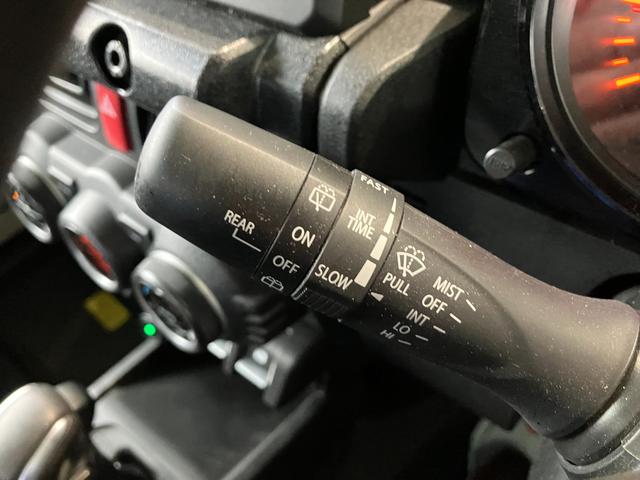 REAR
ON
OFF
FAST
INT
TIME
SLOW
PULL
MIST
OFF
INT
LO
HI